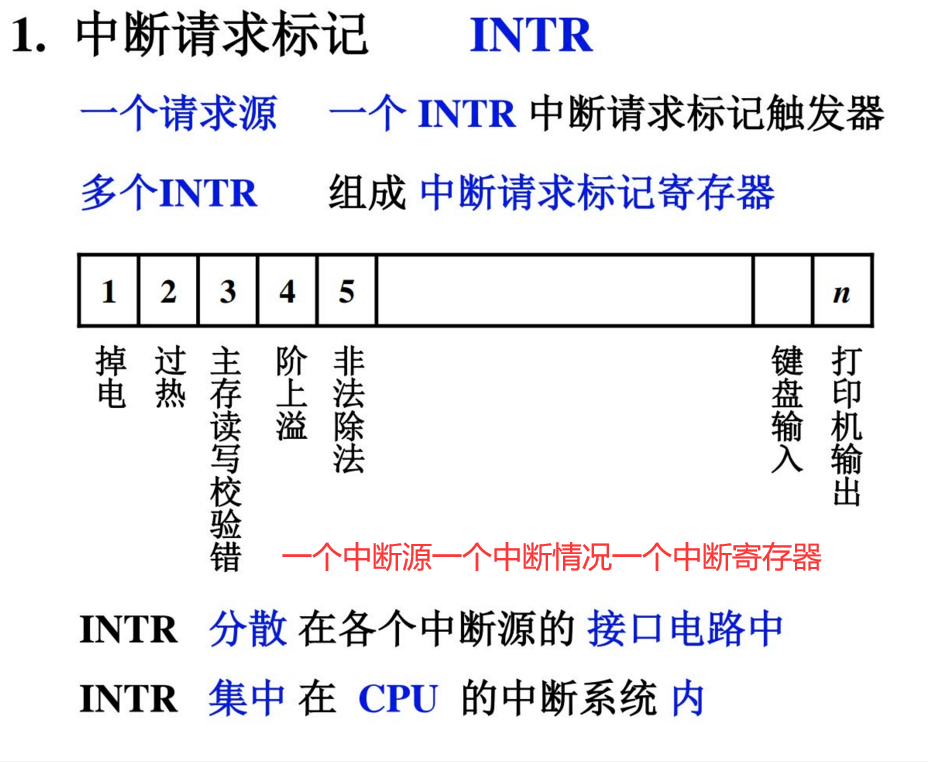 1. 中断请求标记 INTR
一个请求源 一个 INTR 中断请求标记触发器
多个INTR 组成 中断请求标记寄存器
1 2 3 4 5 n
掉电
过热
主存读写校验错
阶上溢
非法除法
键盘输入
打印机输出
一个中断源一个中断情况一个中断寄存器
INTR 分散 在各个中断源的 接口电路中
INTR 集中 在 CPU 的中断系统 内